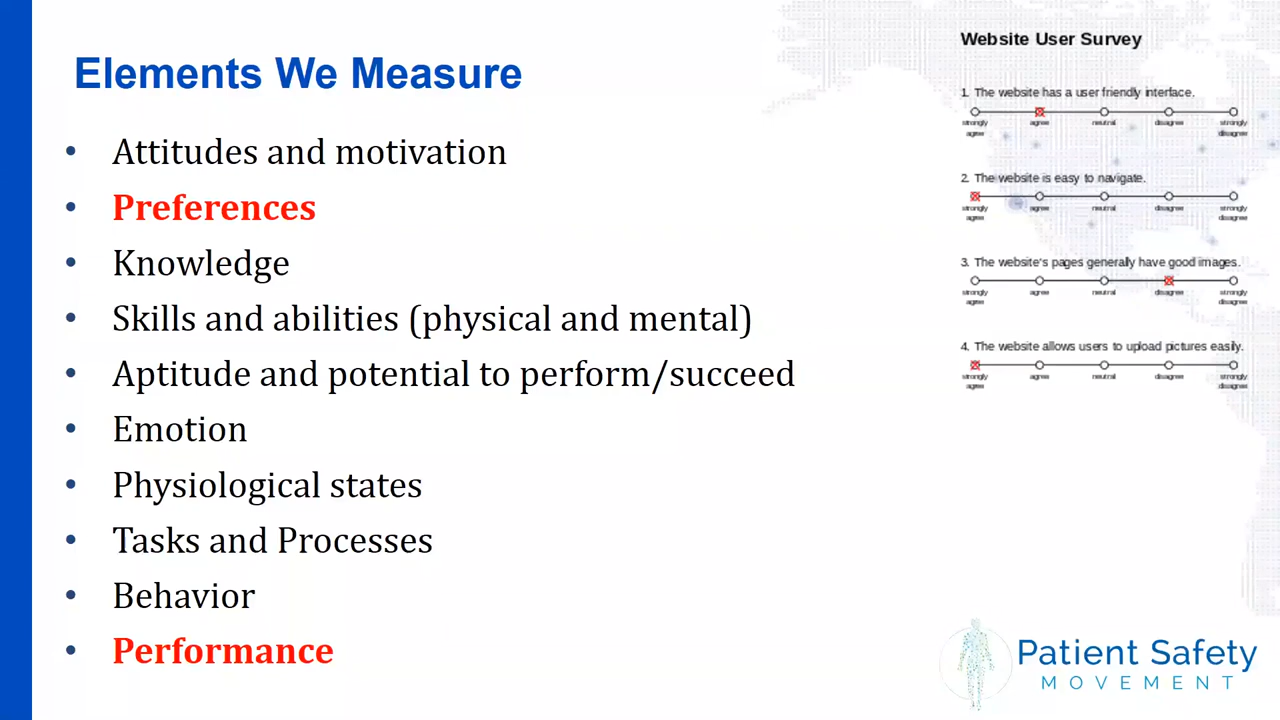 Elements We Measure
• Attitudes and motivation
• Preferences
• Knowledge
• Skills and abilities (physical and mental)
• Aptitude and potential to perform/succeed
• Emotion
• Physiological states
• Tasks and Processes
• Behavior
• Performance
Website User Survey
1. The website has a user friendly interface.
strongly agree agree neutral disagree strongly disagree
2. The website is easy to navigate.
strongly agree agree neutral disagree strongly disagree
3. The website's pages generally have good images.
strongly agree agree neutral disagree strongly disagree
4. The website allows users to upload pictures easily.
strongly agree agree neutral disagree strongly disagree
Patient Safety
MOVEMENT